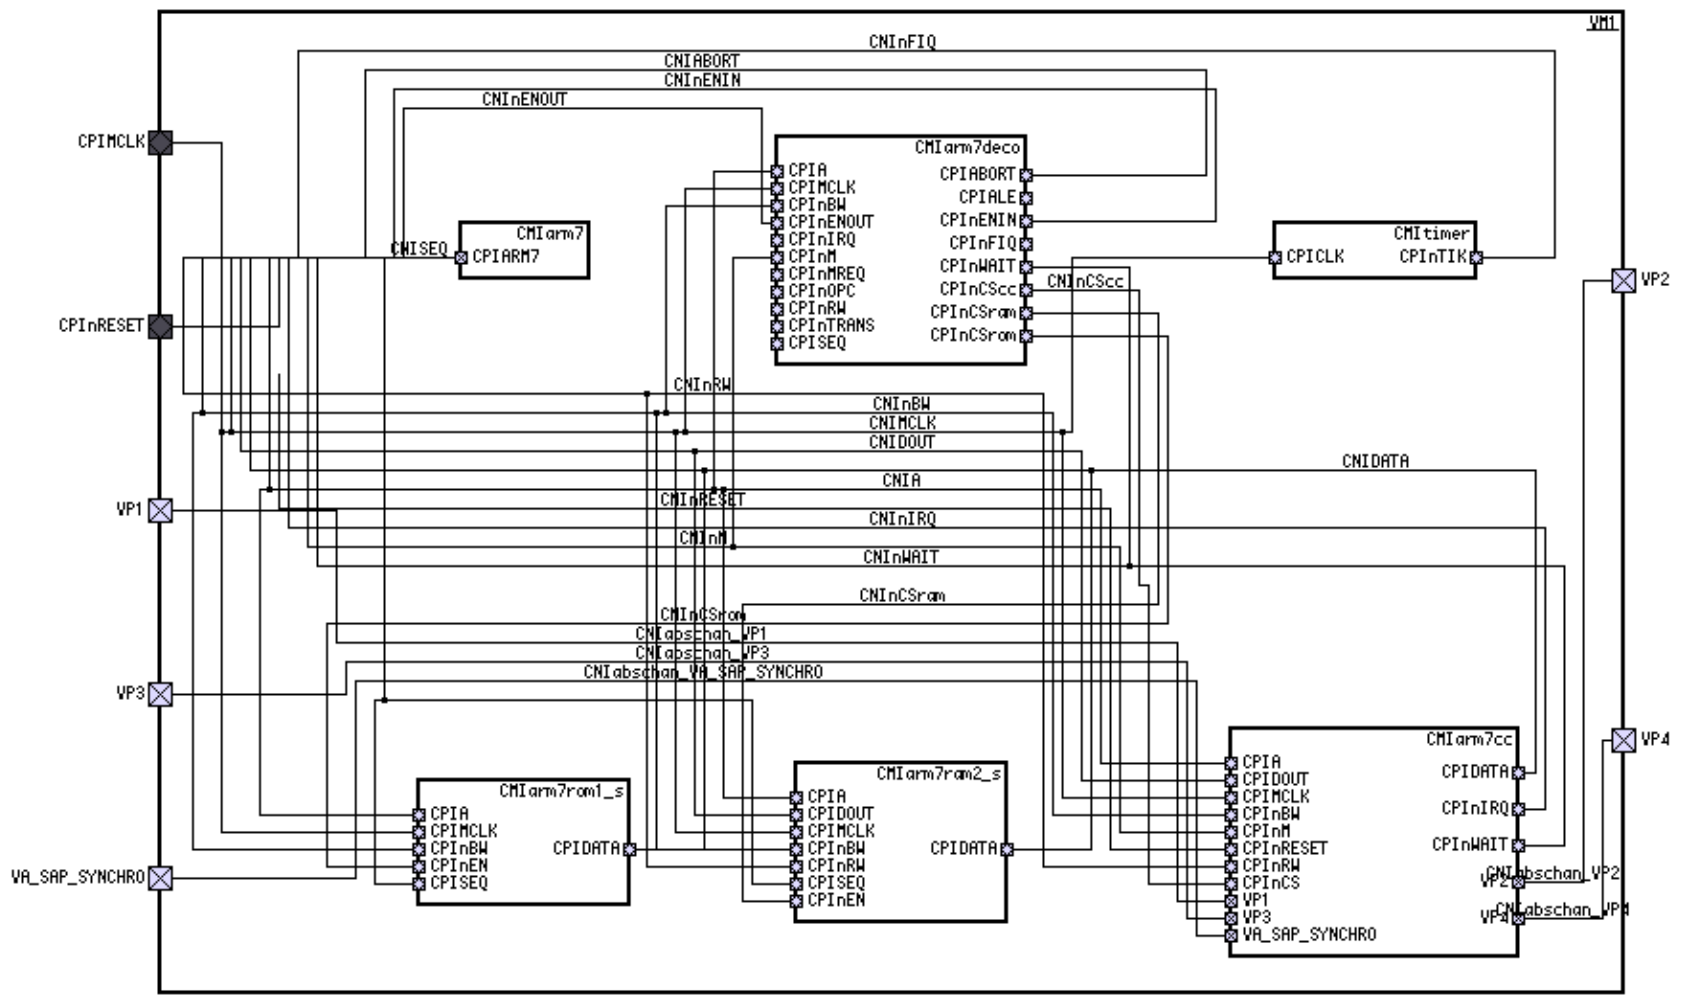 VM1
CNInFIQ
CNIABORT
CNInENIN
CNInENOUT
CPIMCLK
CMIarm7deco
CPIA
CPIMCLK
CPInBW
CPInENOUT
CPInIRQ
CPInM
CPInMREQ
CPInOPC
CPInRW
CPInTRANS
CPISEQ
CPIABORT
CPIALE
CPInENIN
CPInFIQ
CPInWAIT
CPInCScc
CPInCSram
CPInCSrom
CNInCScc
CMIarm7
CNISEQ
CPIARM7
CMItimer
CPICLK
CPInTIK
VP2
CPInRESET
CNInRW
CNInBW
CNIMCLK
CNIDOUT
CNIDATA
CNIA
CMInRESET
VP1
CNInIRQ
CMInM
CNInWAIT
CNInCSram
CMInCSrom
CNIabschan_VP1
CNIabschan_VP3
CNIabschan_VA_SAP_SYNCHRO
VP3
VP4
VA_SAP_SYNCHRO
CMIarm7rom1_s
CPIA
CPIMCLK
CPInBW
CPInEN
CPISEQ
CPIDATA
CMIarm7ram2_s
CPIA
CPIDOUT
CPIMCLK
CPInBW
CPInRW
CPISEQ
CPInEN
CPIDATA
CMIarm7cc
CPIA
CPIDOUT
CPIMCLK
CPInBW
CPInM
CPInRESET
CPInRW
CPInCS
VP1
VP3
VA_SAP_SYNCHRO
CPIDATA
CPInIRQ
CPInWAIT
CNIabschan_VP2
VP2
CNIabschan_VP4
VP4